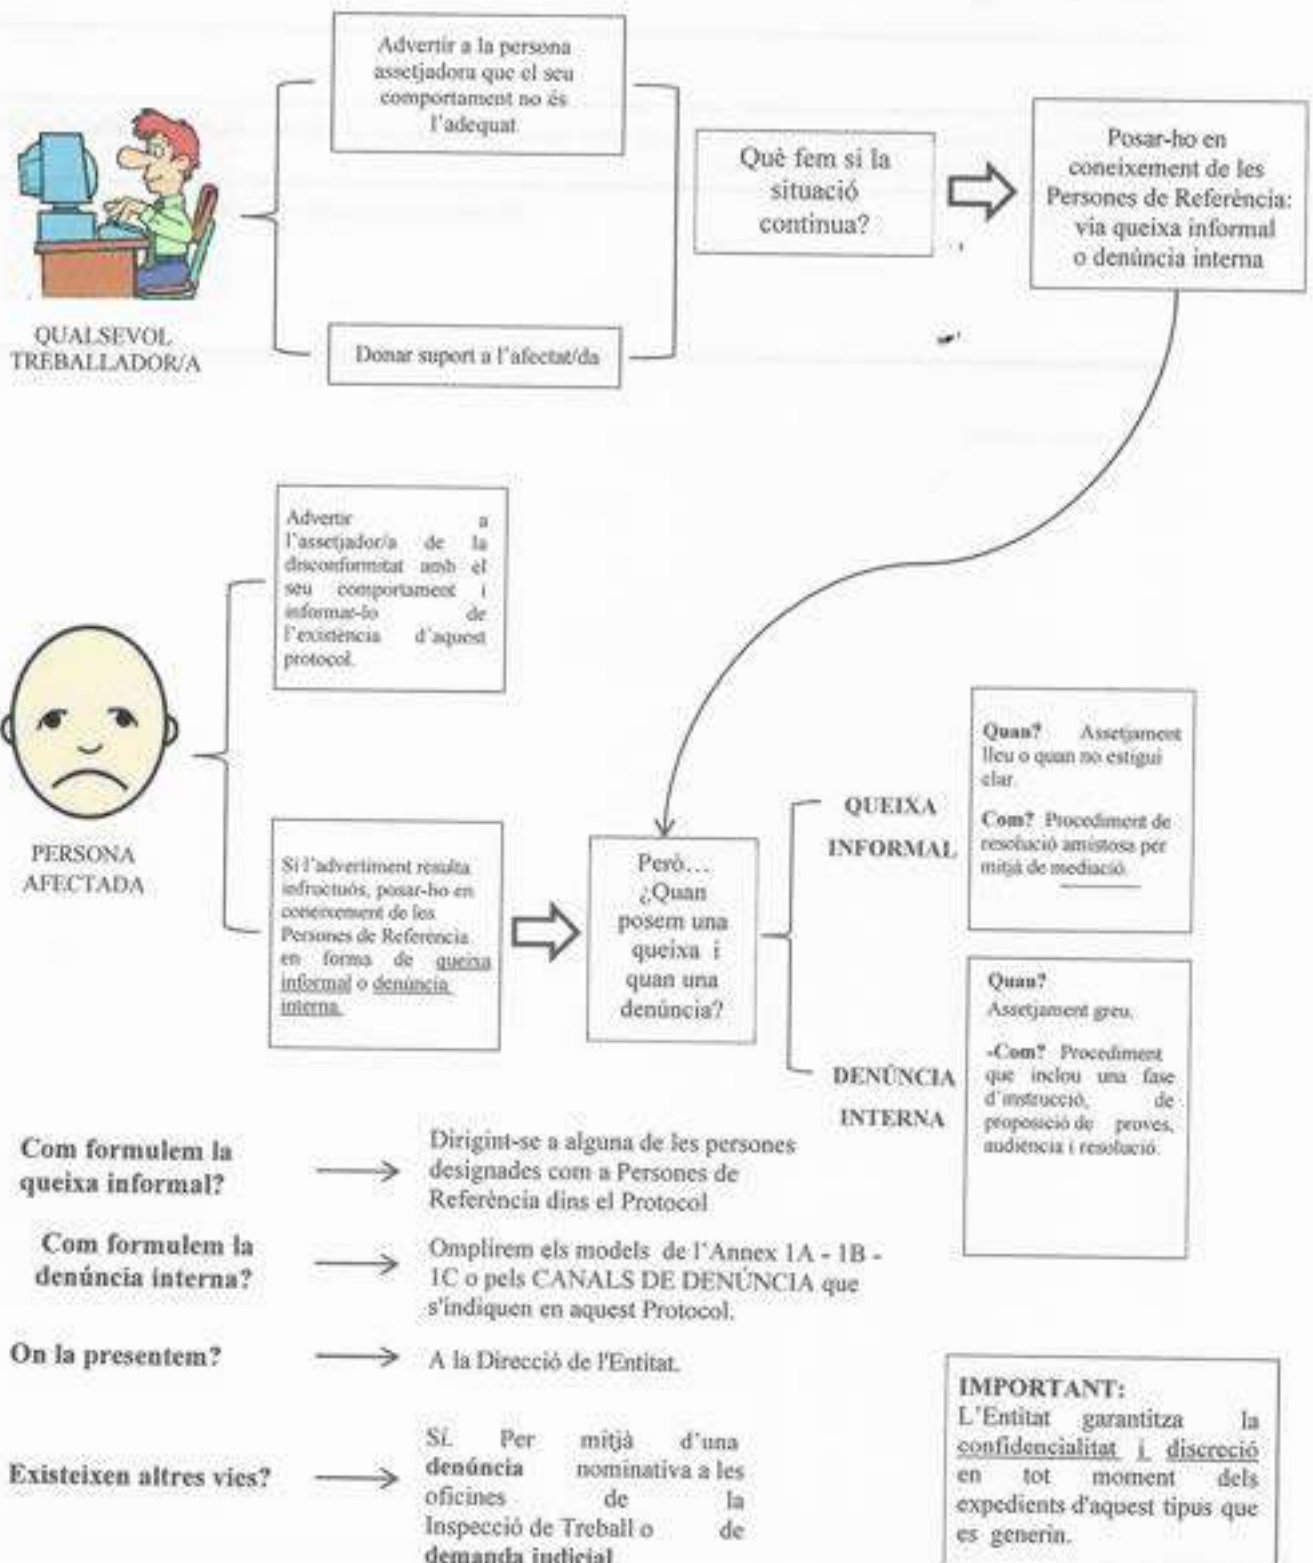 Advertir a la persona
assetjadora que el seu
comportament no és
l'adequat
QUALSEVOL
TREBALLADOR/A
Donar suport a l'afectat/da
Què fem si la
situació
continua?
Posar-ho en
coneixement de les
Persones de Referència:
via queixa informal
o denúncia interna
Advertir a
l'assetjador/a de la
disconformitat amb el
seu comportament i
informar-lo de
l'existència d'aquest
protocol.
PERSONA
AFECTADA
Si l'advertiment resulta
infructuós, posar-ho en
coneixement de les
Persones de Referència
en forma de queixa
informal o denúncia
interna.
Però...
¿Quan
posem una
queixa i
quan una
denúncia?
QUEIXA
INFORMAL
Quan? Assetjament
lleu o quan no estigui
clar.
Com? Procediment de
resolució amistosa per
mitjà de mediació.
DENÚNCIA
INTERNA
Quan?
Assetjament greu.
-Com? Procediment
que inclou una fase
d'instrucció, de
proposició de proves,
audiència i resolució.
Com formulem la
queixa informal?
Dirigint-se a alguna de les persones
designades com a Persones de
Referència dins el Protocol
Com formulem la
denúncia interna?
Omplirem els models de l'Annex 1A - 1B -
1C o pels CANALS DE DENÚNCIA que
s'indiquen en aquest Protocol.
On la presentem?
A la Direcció de l'Entitat.
Existeixen altres vies?
Sí. Per mitjà d'una
denúncia nominativa a les
oficines de la
Inspecció de Treball o de
demanda judicial
IMPORTANT:
L'Entitat garantitza la
confidencialitat i discreció
en tot moment dels
expedients d'aquest tipus que
es generin.